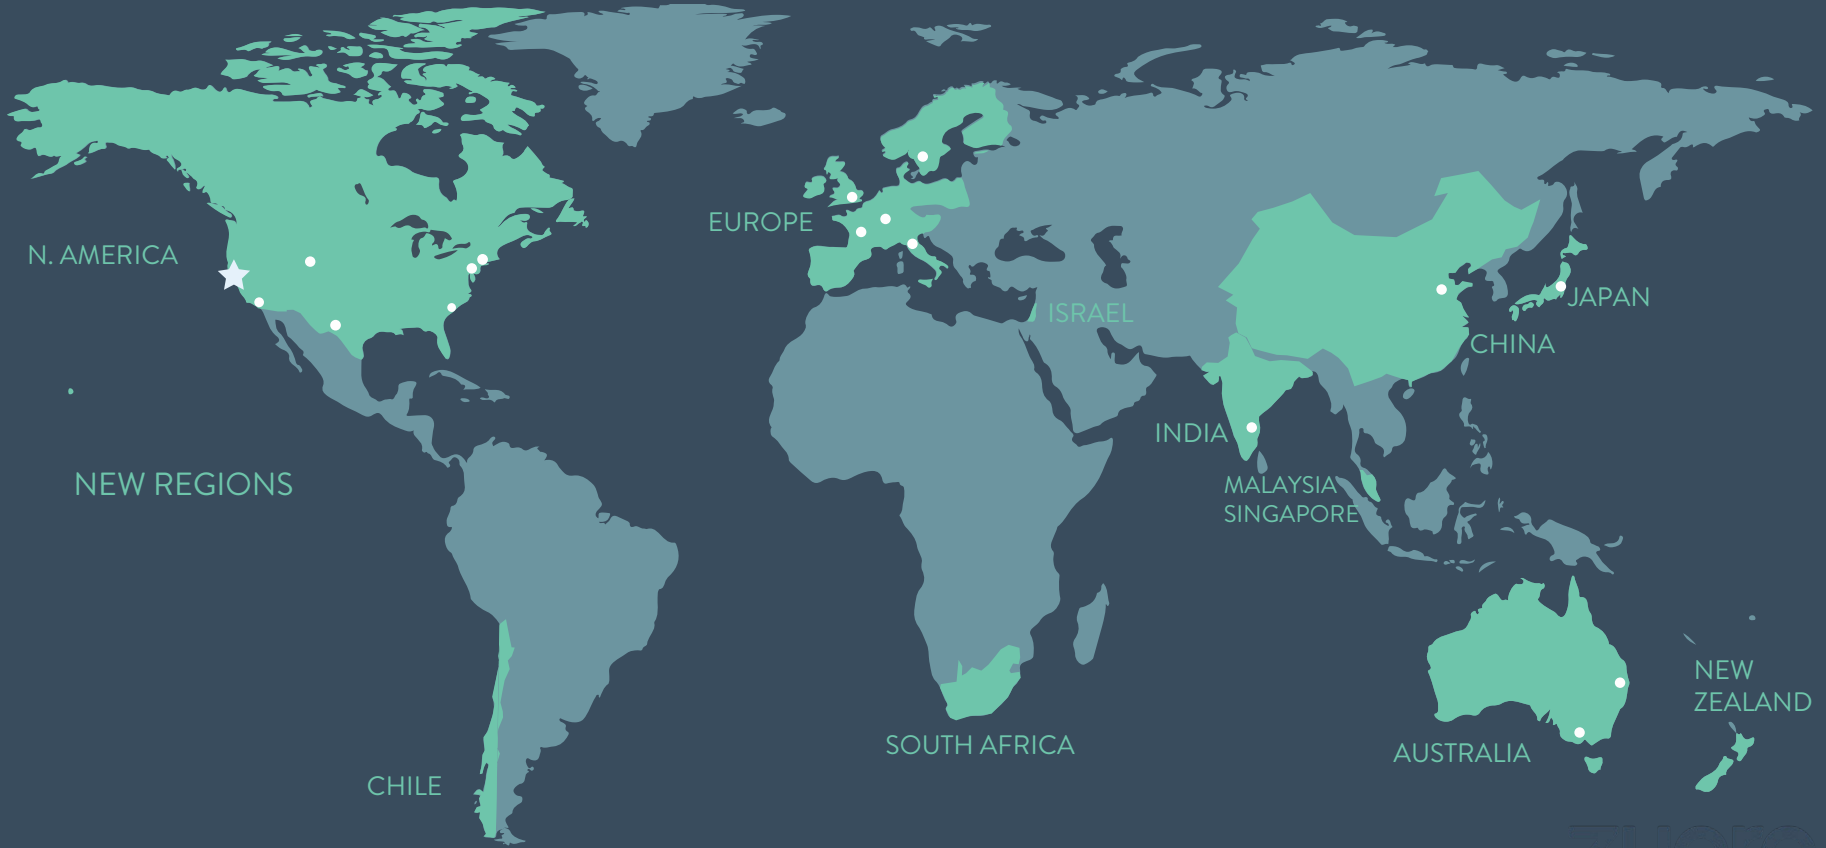 EUROPE
N. AMERICA
ISRAEL
JAPAN
CHINA
INDIA
NEW REGIONS
MALAYSIA
SINGAPORE
NEW
ZEALAND
SOUTH AFRICA
AUSTRALIA
CHILE